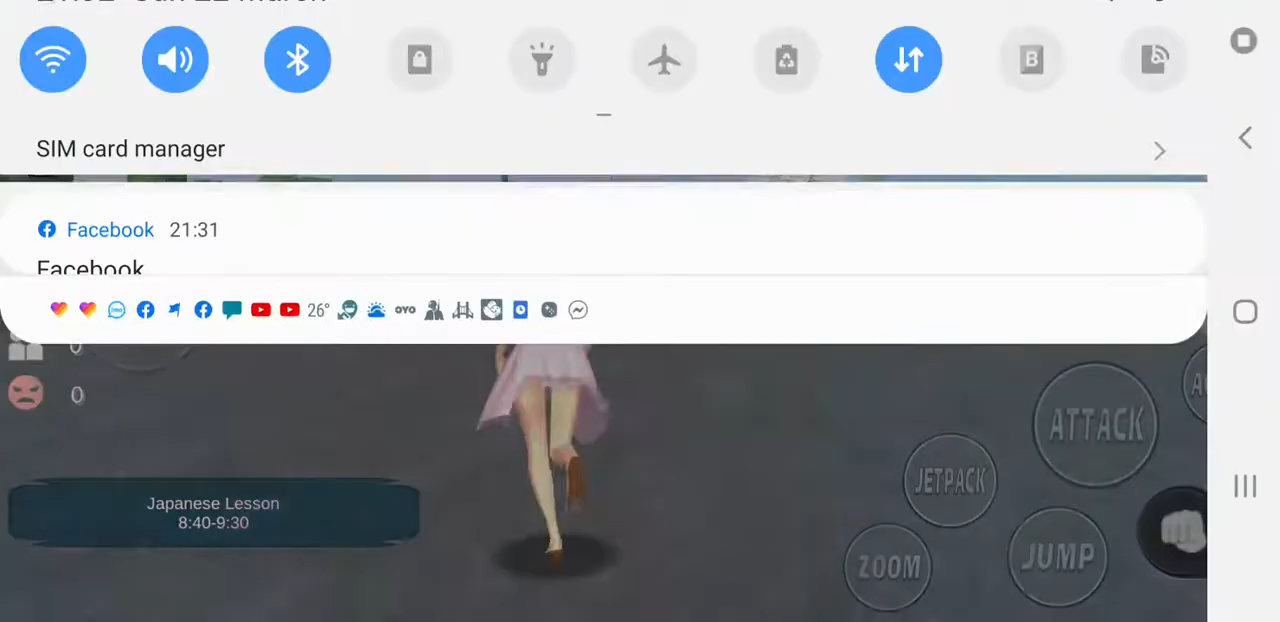 SIM card manager
Facebook 21:31
Facebook
26°
OYO
0
0
ATTACK
JETPACK
Japanese Lesson
8:40-9:30
ZOOM
JUMP